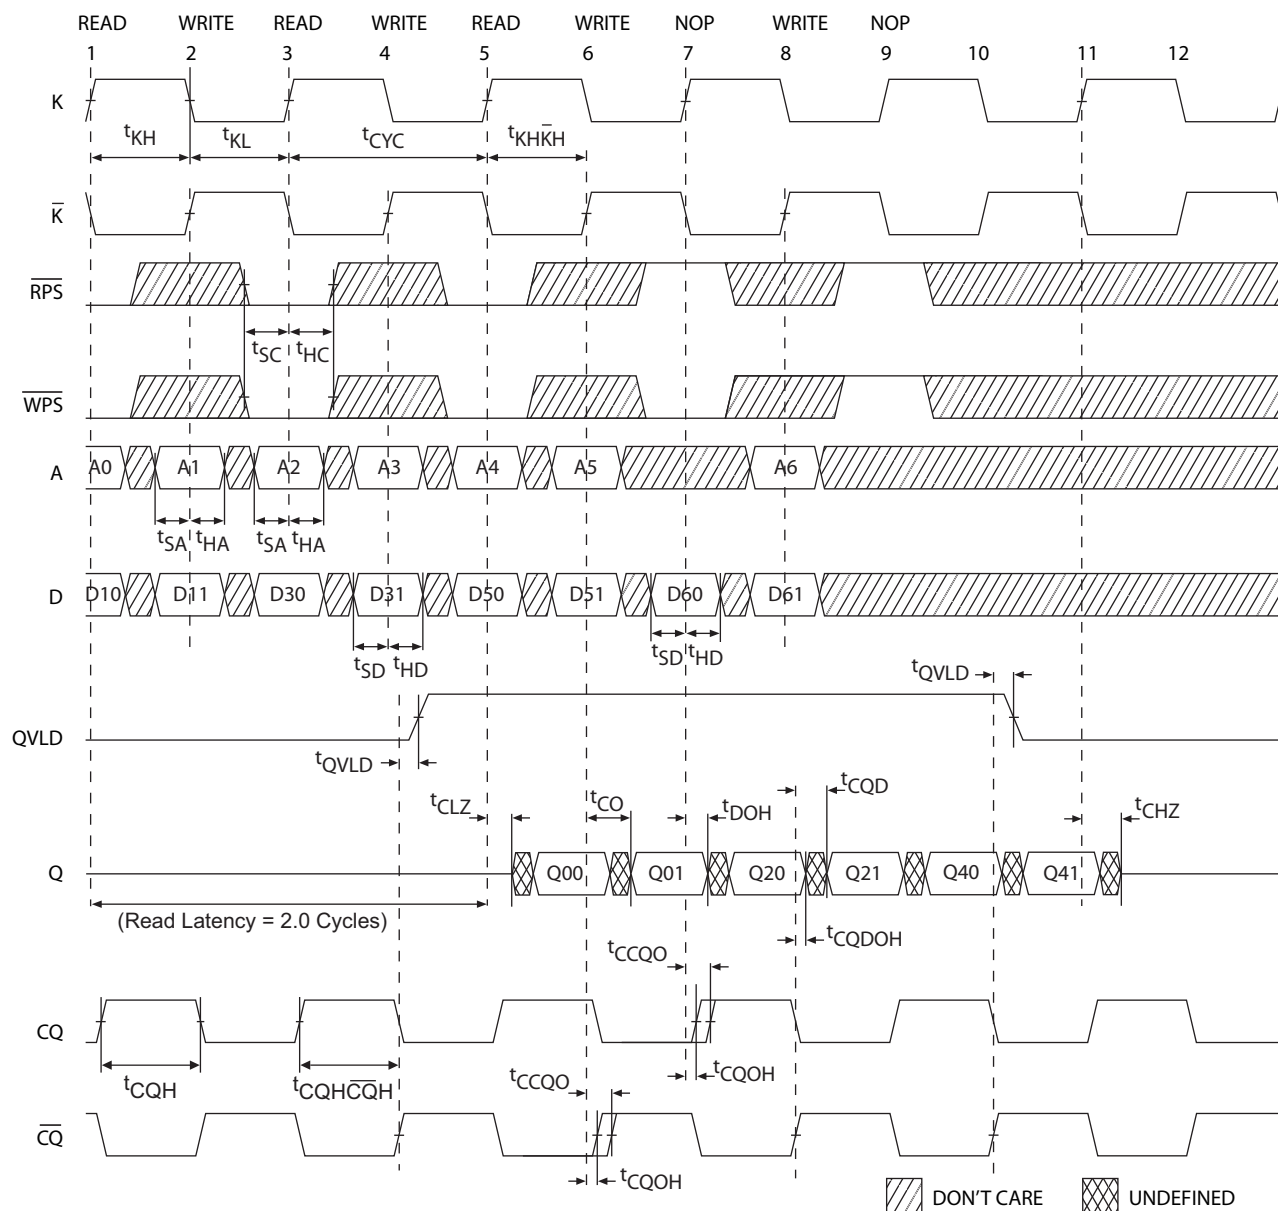 READ WRITE READ WRITE READ WRITE NOP WRITE NOP
1 2 3 4 5 6 7 8 9 10 11 12
K
tKH tKL tCYC tKHK̅H
K̅
R̅P̅S̅
tSC tHC
W̅P̅S̅
A A0 A1 A2 A3 A4 A5 A6
tSA tHA tSA tHA
D D10 D11 D30 D31 D50 D51 D60 D61
tSD tHD tSD tHD
tQVLD
QVLD
tQVLD
tCLZ tCO tDOH tCQD tCHZ
Q Q00 Q01 Q20 Q21 Q40 Q41
(Read Latency = 2.0 Cycles)
tCQDOH
tCCQO
CQ
tCQH tCQHC̅Q̅H tCCQO tCQOH
C̅Q̅
tCQOH
DON'T CARE UNDEFINED